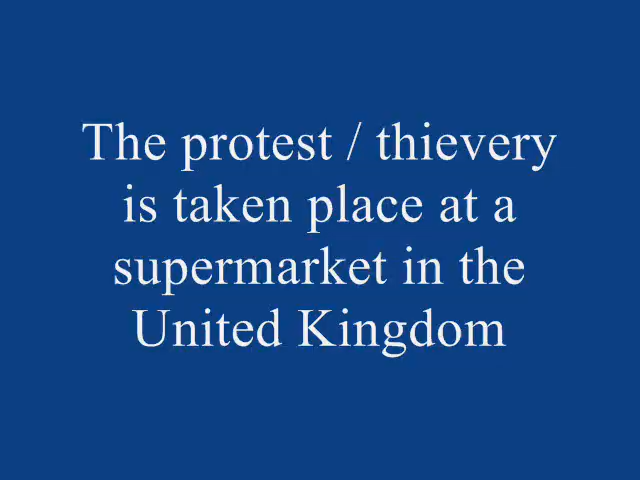 The protest / thievery
is taken place at a
supermarket in the
United Kingdom